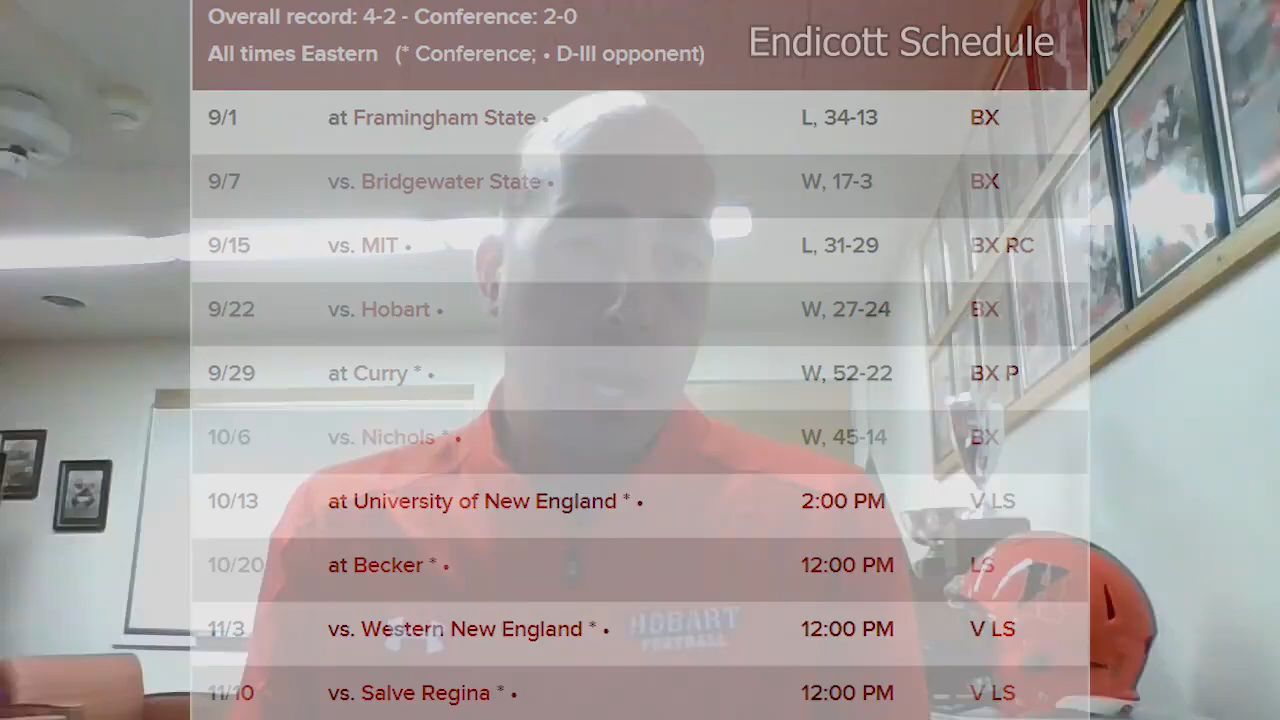 Overall record: 4-2 - Conference: 2-0
Endicott Schedule
All times Eastern (* Conference; • D-III opponent)
9/1 at Framingham State • L, 34-13 BX
9/7 vs. Bridgewater State • W, 17-3 BX
9/15 vs. MIT • L, 31-29 BX RC
9/22 vs. Hobart • W, 27-24 BX
9/29 at Curry * • W, 52-22 BX P
10/6 vs. Nichols * • W, 45-14 BX
10/13 at University of New England * • 2:00 PM V LS
10/20 at Becker * • 12:00 PM LS
11/3 vs. Western New England * • 12:00 PM V LS
HOBART
FOOTBALL
11/10 vs. Salve Regina * • 12:00 PM V LS